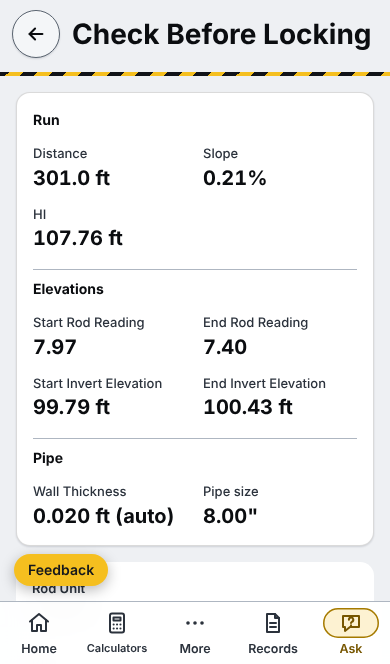 Check Before Locking
Run
Distance Slope
301.0 ft 0.21%
HI
107.76 ft
Elevations
Start Rod Reading End Rod Reading
7.97 7.40
Start Invert Elevation End Invert Elevation
99.79 ft 100.43 ft
Pipe
Wall Thickness Pipe size
0.020 ft (auto) 8.00"
Feedback
Rod Unit
Home Calculators More Records Ask